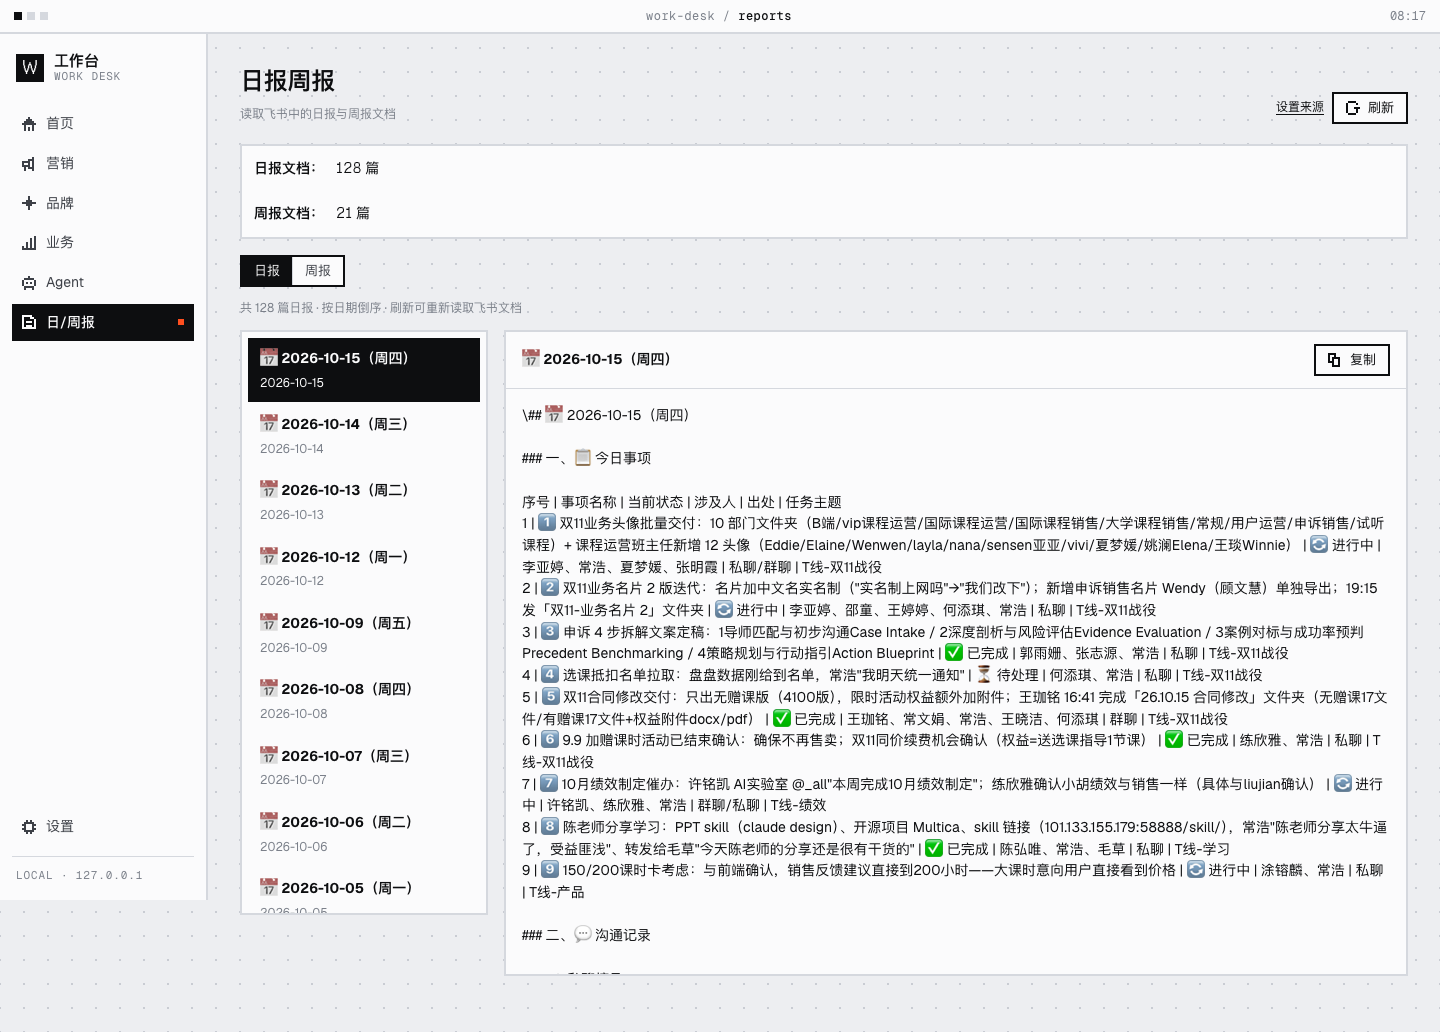 work-desk / reports
08:17
W
工作台
WORK DESK
首页
营销
品牌
业务
Agent
日/周报
设置
LOCAL · 127.0.0.1
日报周报
读取飞书中的日报与周报文档
设置来源
刷新
日报文档： 128 篇
周报文档： 21 篇
日报 周报
共 128 篇日报 · 按日期倒序 · 刷新可重新读取飞书文档
📅 2026-10-15（周四）
2026-10-15
📅 2026-10-14（周三）
2026-10-14
📅 2026-10-13（周二）
2026-10-13
📅 2026-10-12（周一）
2026-10-12
📅 2026-10-09（周五）
2026-10-09
📅 2026-10-08（周四）
2026-10-08
📅 2026-10-07（周三）
2026-10-07
📅 2026-10-06（周二）
2026-10-06
📅 2026-10-05（周一）
2026-10-05
📅 2026-10-15（周四）
复制
\## 📅 2026-10-15（周四）
### 一、📋 今日事项
序号 | 事项名称 | 当前状态 | 涉及人 | 出处 | 任务主题
1 | 1️⃣ 双11业务头像批量交付：10 部门文件夹（B端/vip课程运营/国际课程运营/国际课程销售/大学课程销售/常规/用户运营/申诉销售/试听
课程）+ 课程运营班主任新增 12 头像（Eddie/Elaine/Wenwen/layla/nana/sensen亚亚/vivi/夏梦媛/姚澜Elena/王琰Winnie） | 🔄 进行中 |
李亚婷、邵童、夏梦媛、张明霞 | 私聊/群聊 | T线-双11战役
2 | 2️⃣ 双11业务名片 2 版迭代：名片加中文名实名制（"实名制上网吗"→"我们改下"）；新增申诉销售名片 Wendy（顾文慧）单独导出；19:15
发「双11-业务名片 2」文件夹 | 🔄 进行中 | 李亚婷、邵童、王婷婷、何添琪、常浩 | 私聊 | T线-双11战役
3 | 3️⃣ 申诉 4 步拆解文案定稿：1导师匹配与初步沟通Case Intake / 2深度剖析与风险评估Evidence Evaluation / 3案例对标与成功率预判
Precedent Benchmarking / 4策略规划与行动指引Action Blueprint | ✅ 已完成 | 郭雨姗、张志源、常浩 | 私聊 | T线-双11战役
4 | 4️⃣ 选课抵扣名单拉取：盘盘数据刚给到名单，常浩"我明天统一通知" | ⏳ 待处理 | 何添琪、常浩 | 私聊 | T线-双11战役
5 | 5️⃣ 双11合同修改交付：只出无赠课版（4100版），限时活动权益额外加附件；王珈铭 16:41 完成「26.10.15 合同修改」文件夹（无赠课17文
件/有赠课17文件+权益附件docx/pdf） | ✅ 已完成 | 王珈铭、常文娟、常浩、王晓洁、何添琪 | 群聊 | T线-双11战役
6 | 6️⃣ 9.9 加赠课时活动已结束确认：确保不再售卖；双11同价续费机会确认（权益=送选课指导1节课） | ✅ 已完成 | 练欣雅、常浩 | 私聊 | T
线-双11战役
7 | 7️⃣ 10月绩效制定催办：许铭凯 AI实验室 @_all"本周完成10月绩效制定"；练欣雅确认小胡绩效与销售一样（具体与liujian确认） | 🔄 进行
中 | 许铭凯、练欣雅、常浩 | 群聊/私聊 | T线-绩效
8 | 8️⃣ 陈老师分享学习：PPT skill（claude design）、开源项目 Multica、skill 链接（101.133.155.179:58888/skill/），常浩"陈老师分享太牛逼
了，受益匪浅"、转发给毛草"今天陈老师的分享还是很有干货的" | ✅ 已完成 | 陈弘唯、常浩、毛草 | 私聊 | T线-学习
9 | 9️⃣ 150/200课时卡考虑：与前端确认，销售反馈建议直接到200小时——大课时意向用户直接看到价格 | 🔄 进行中 | 涂镕麟、常浩 | 私聊
| T线-产品
### 二、💬 沟通记录